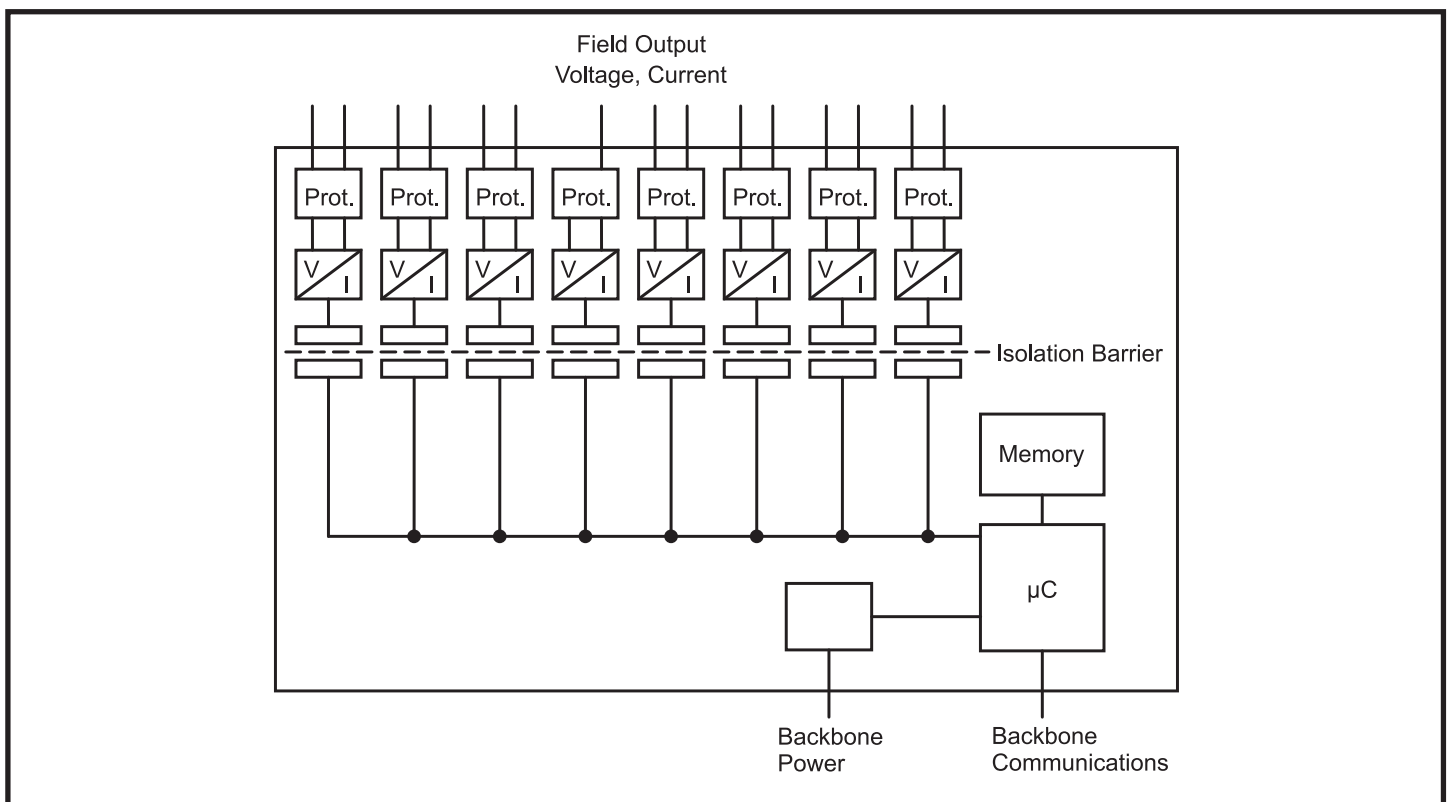 Field Output
Voltage, Current
Prot. Prot. Prot. Prot. Prot. Prot. Prot. Prot.
V I V I V I V I V I V I V I V I
Isolation Barrier
Memory
µC
Backbone
Power
Backbone
Communications